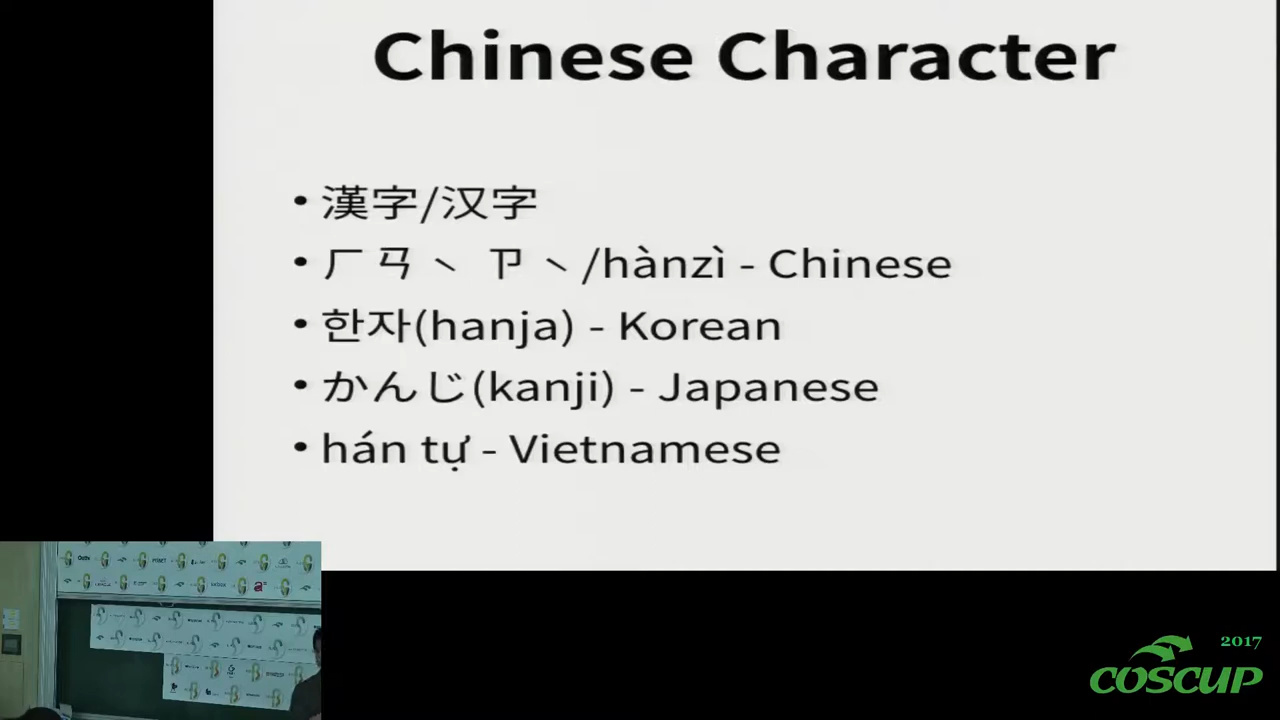 Chinese Character
• 漢字/汉字
• ㄏㄢˋ ㄗˋ/hànzì - Chinese
• 한자(hanja) - Korean
• かんじ(kanji) - Japanese
• hán tự - Vietnamese
2017
COSCUP